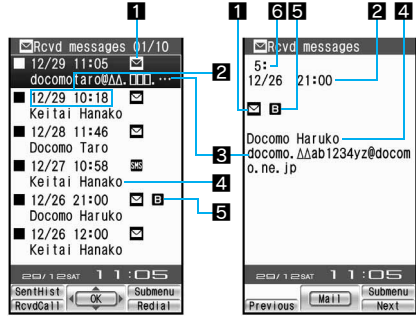 1
Rcvd messages 01/10
12/29 11:05
docomotaro@ΔΔ.□□□.…
2
12/29 10:18
Keitai Hanako
12/28 11:46
Docomo Taro
3
12/27 10:58 SMS
Keitai Hanako
4
12/26 21:00 B
5
Docomo Haruko
12/26 12:00
Keitai Hanako
29/12SAT 11:05
SentHist Submenu
OK
RcvdCall Redial
1 6 5 2 4
Rcvd messages
5:
12/26 21:00
B
Docomo Haruko
docomo.ΔΔab1234yz@docom
o.ne.jp
29/12SAT 11:05
Submenu
Previous Mail Next